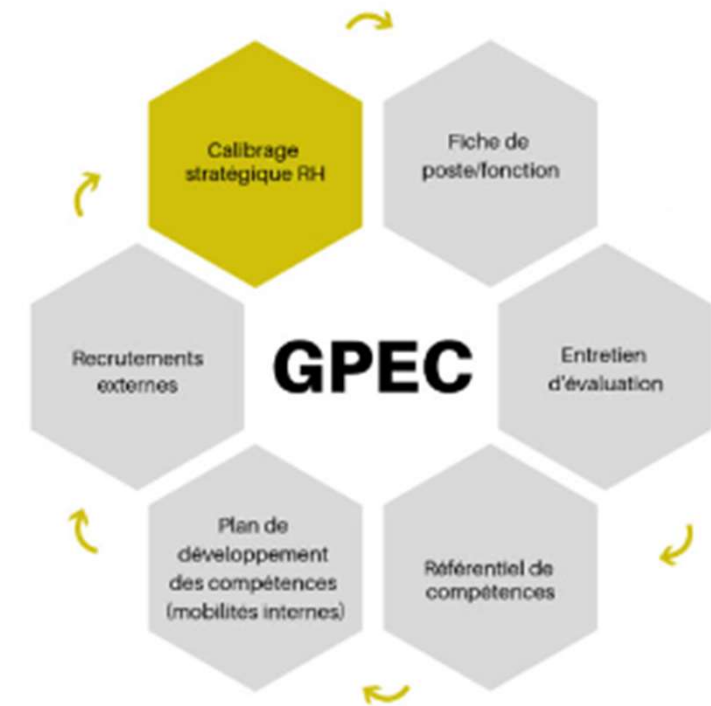 Calibrage
stratégique RH
Fiche de
poste/fonction
Recrutements
externes
GPEC
Entretien
d'évaluation
Plan de
développement
des compétences
(mobilités internes)
Référentiel de
compétences